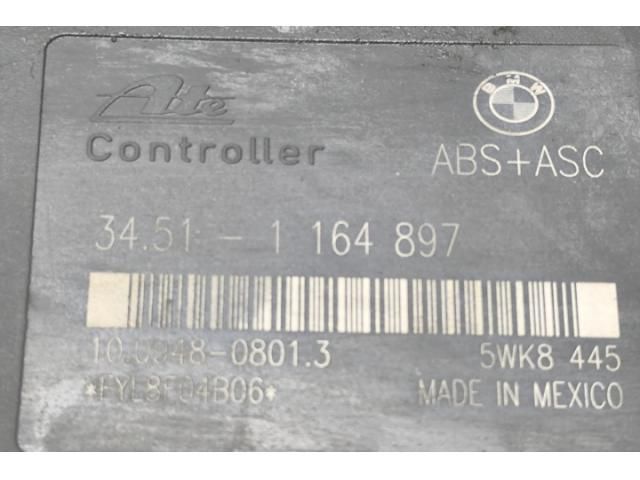 Ate BMW
Controller ABS+ASC
34.51 - 1 164 897
10.0948-0801.3 5WK8 445
MADE IN MEXICO